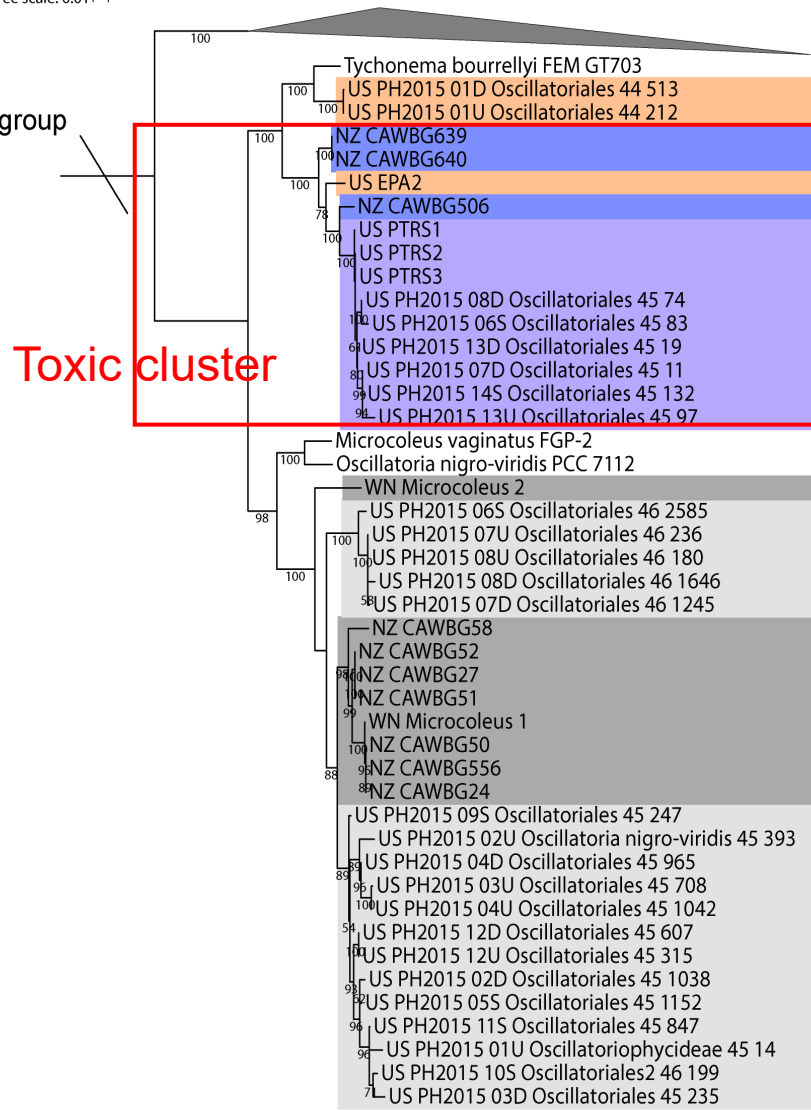 100
group
Tychonema bourrellyi FEM GT703
100
US PH2015 01D Oscillatoriales 44 513
100
US PH2015 01U Oscillatoriales 44 212
100
NZ CAWBG639
100
NZ CAWBG640
100
US EPA2
78
NZ CAWBG506
100
US PTRS1
US PTRS2
100
US PTRS3
US PH2015 08D Oscillatoriales 45 74
100
US PH2015 06S Oscillatoriales 45 83
61
US PH2015 13D Oscillatoriales 45 19
Toxic cluster
US PH2015 07D Oscillatoriales 45 11
99
US PH2015 14S Oscillatoriales 45 132
94
US PH2015 13U Oscillatoriales 45 97
Microcoleus vaginatus FGP-2
100
Oscillatoria nigro-viridis PCC 7112
WN Microcoleus 2
98
US PH2015 06S Oscillatoriales 46 2585
100
US PH2015 07U Oscillatoriales 46 236
100
US PH2015 08U Oscillatoriales 46 180
100
US PH2015 08D Oscillatoriales 46 1646
58
US PH2015 07D Oscillatoriales 46 1245
NZ CAWBG58
NZ CAWBG52
98
100
NZ CAWBG27
100
NZ CAWBG51
99
WN Microcoleus 1
100
NZ CAWBG50
95
NZ CAWBG556
88
89
NZ CAWBG24
US PH2015 09S Oscillatoriales 45 247
US PH2015 02U Oscillatoria nigro-viridis 45 393
US PH2015 04D Oscillatoriales 45 965
89
96
US PH2015 03U Oscillatoriales 45 708
100
US PH2015 04U Oscillatoriales 45 1042
54
US PH2015 12D Oscillatoriales 45 607
100
US PH2015 12U Oscillatoriales 45 315
US PH2015 02D Oscillatoriales 45 1038
93
62
US PH2015 05S Oscillatoriales 45 1152
96
US PH2015 11S Oscillatoriales 45 847
96
US PH2015 01U Oscillatoriophycideae 45 14
US PH2015 10S Oscillatoriales2 46 199
US PH2015 03D Oscillatoriales 45 235